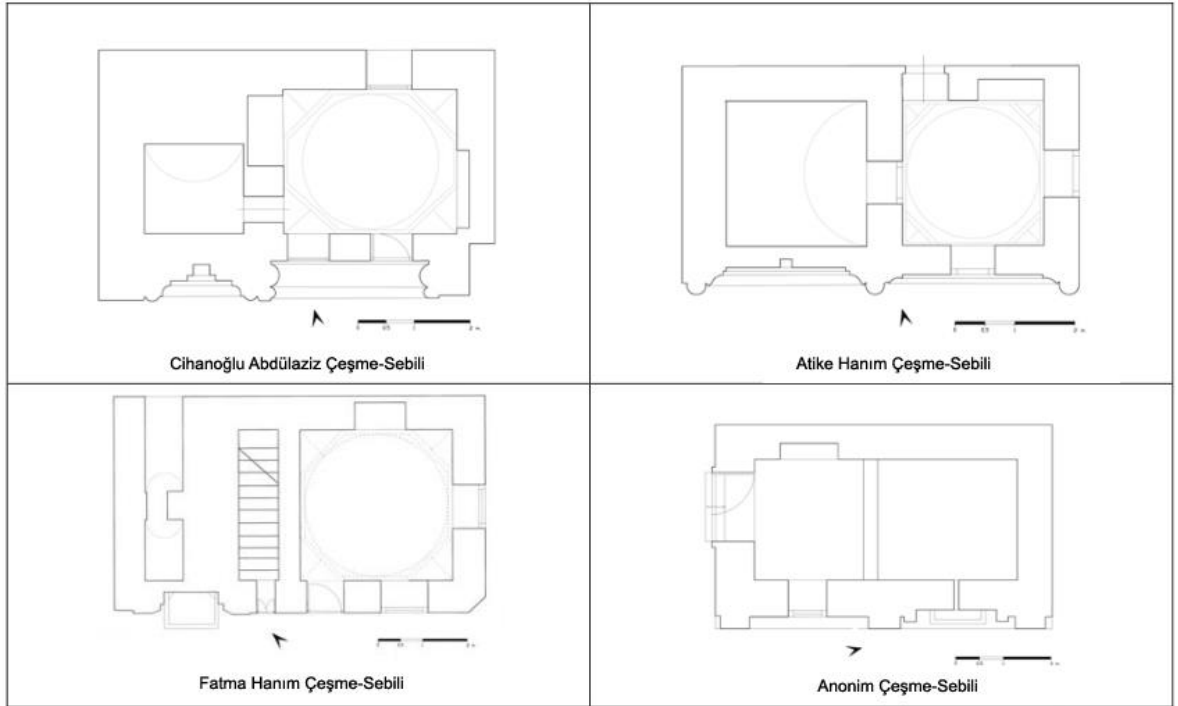 Cihanoğlu Abdülaziz Çeşme-Sebili
Atike Hanım Çeşme-Sebili
Fatma Hanım Çeşme-Sebili
Anonim Çeşme-Sebili